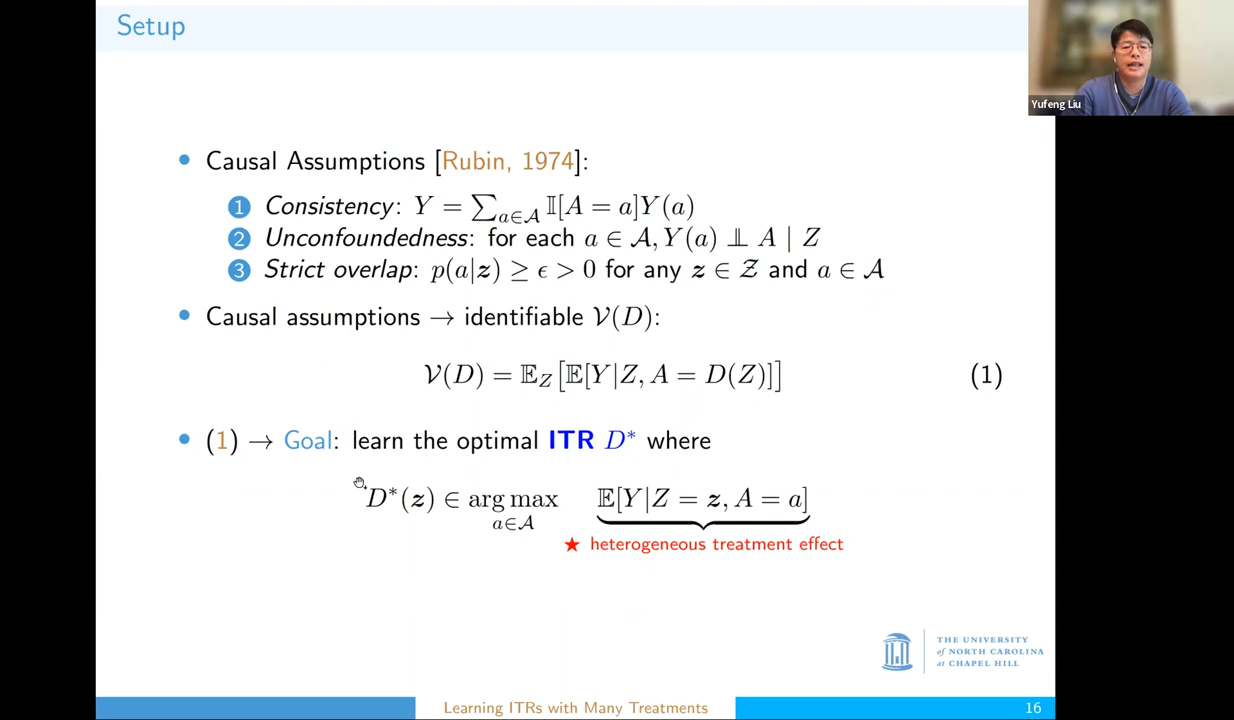 Setup
Yufeng Liu
• Causal Assumptions [Rubin, 1974]:
1 Consistency: Y = ∑_{a∈𝒜} 𝕀[A = a]Y(a)
2 Unconfoundedness: for each a ∈ 𝒜, Y(a) ⫫ A | Z
3 Strict overlap: p(a|z) ≥ ϵ > 0 for any z ∈ 𝒵 and a ∈ 𝒜
• Causal assumptions → identifiable 𝒱(D):
𝒱(D) = 𝔼_Z[𝔼[Y|Z, A = D(Z)]] (1)
• (1) → Goal: learn the optimal ITR D* where
D*(z) ∈ arg max_{a∈𝒜} 𝔼[Y|Z = z, A = a]
★ heterogeneous treatment effect
THE UNIVERSITY
of NORTH CAROLINA
at CHAPEL HILL
Learning ITRs with Many Treatments 16